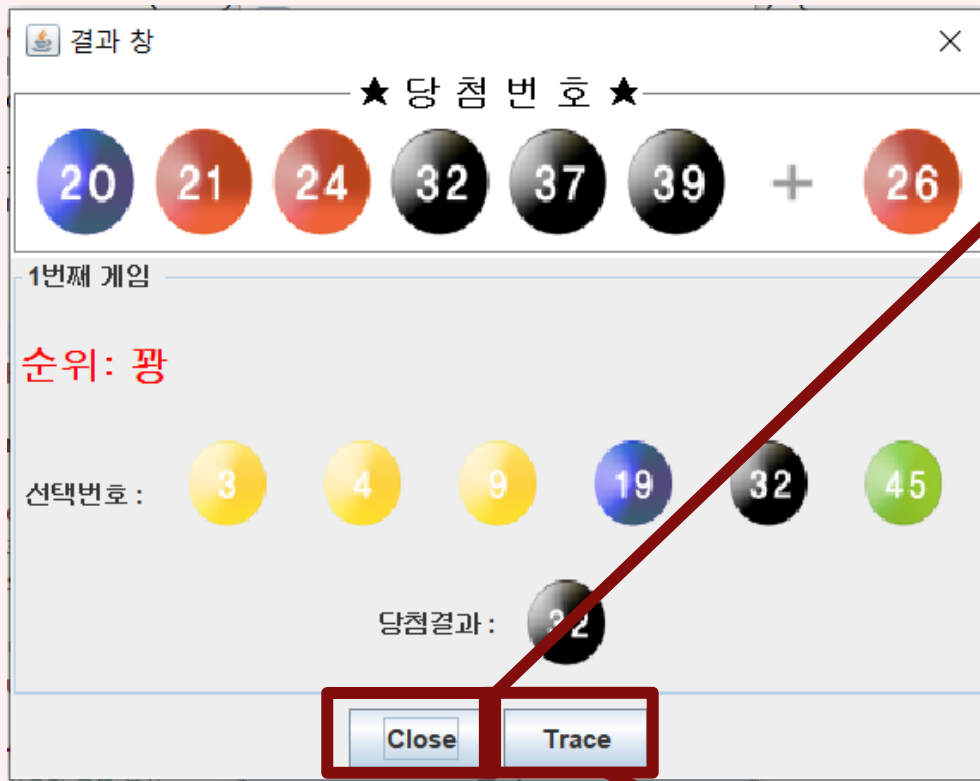 결과 창
★ 당 첨 번 호 ★
20 21 24 32 37 39 + 26
1번째 게임
순위: 꽝
선택번호 : 3 4 9 19 32 45
당첨결과 : 32
Close Trace